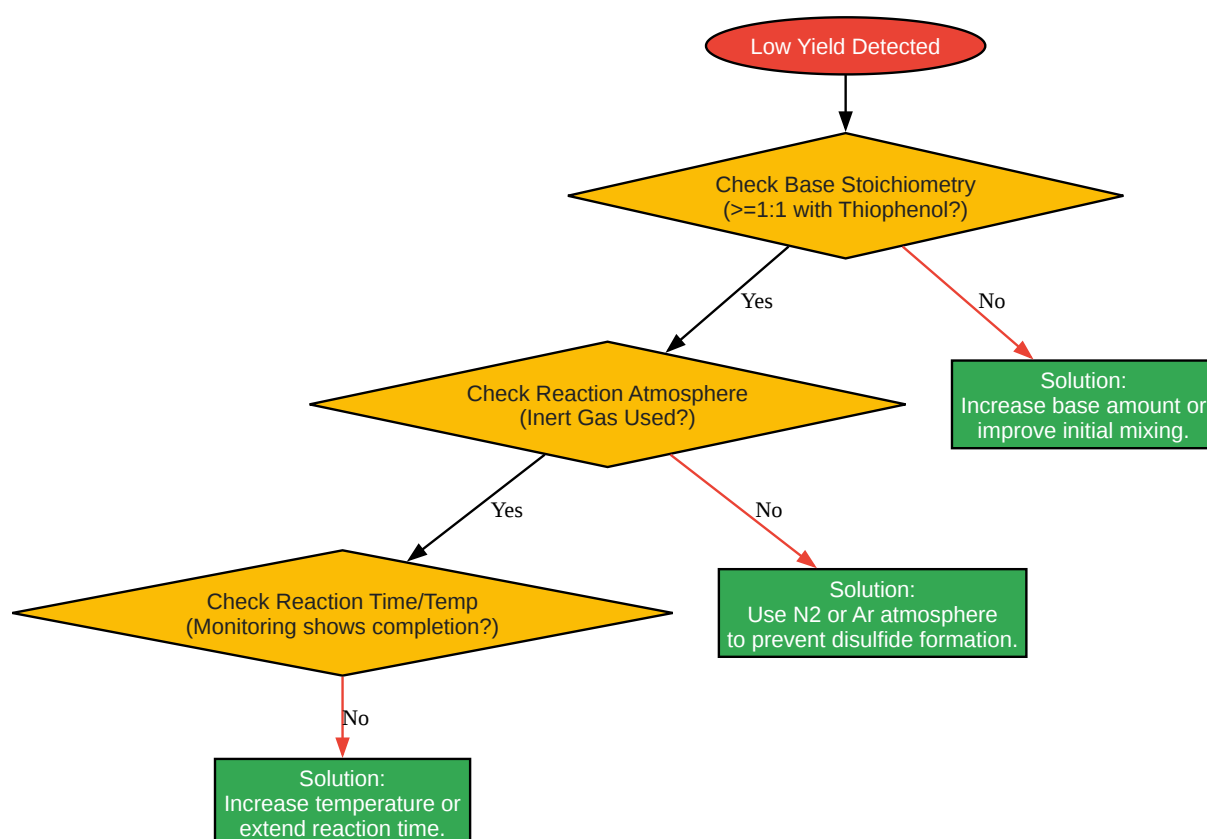 Low Yield Detected
Check Base Stoichiometry
(>=1:1 with Thiophenol?)
Yes
No
Check Reaction Atmosphere
(Inert Gas Used?)
Solution:
Increase base amount or
improve initial mixing.
Yes
No
Check Reaction Time/Temp
(Monitoring shows completion?)
Solution:
Use N2 or Ar atmosphere
to prevent disulfide formation.
No
Solution:
Increase temperature or
extend reaction time.